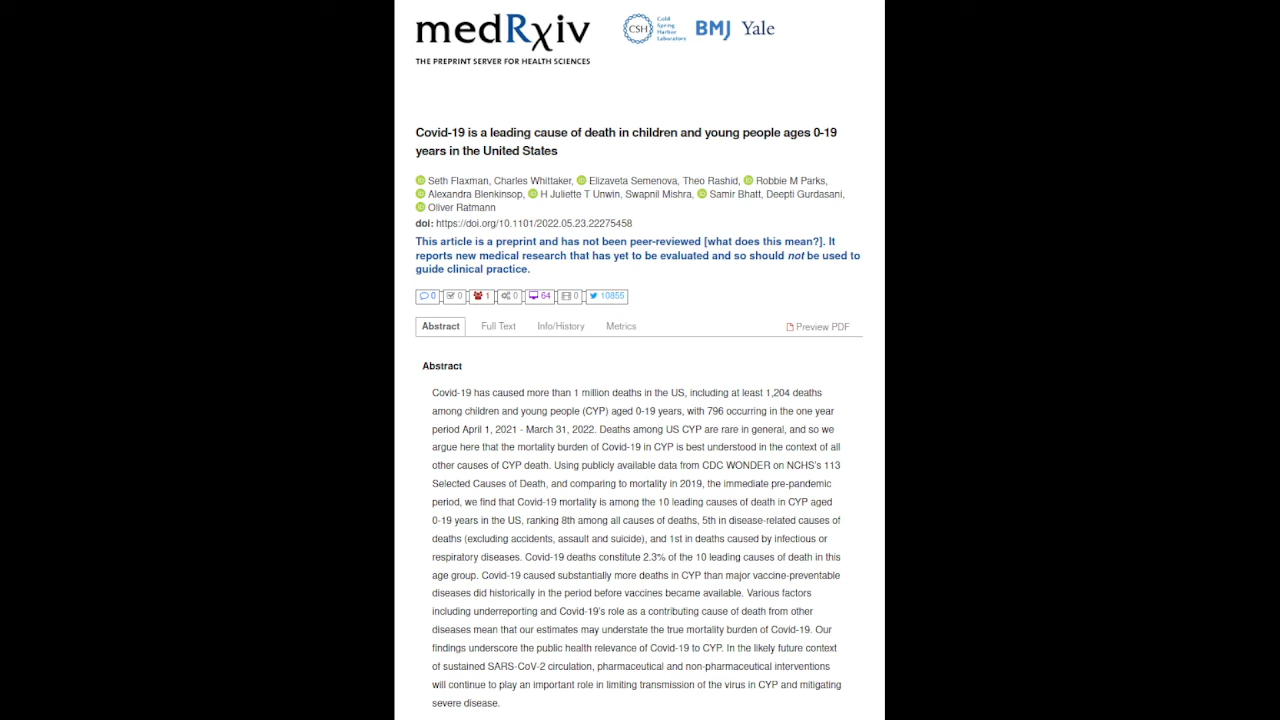 medRxiv
THE PREPRINT SERVER FOR HEALTH SCIENCES
CSH Cold Spring Harbor Laboratory BMJ Yale
Covid-19 is a leading cause of death in children and young people ages 0-19
years in the United States
Seth Flaxman, Charles Whittaker, Elizaveta Semenova, Theo Rashid, Robbie M Parks,
Alexandra Blenkinsop, H Juliette T Unwin, Swapnil Mishra, Samir Bhatt, Deepti Gurdasani,
Oliver Ratmann
doi: https://doi.org/10.1101/2022.05.23.22275458
This article is a preprint and has not been peer-reviewed [what does this mean?]. It
reports new medical research that has yet to be evaluated and so should not be used to
guide clinical practice.
0 0 1 0 64 0 10855
Abstract Full Text Info/History Metrics Preview PDF
Abstract
Covid-19 has caused more than 1 million deaths in the US, including at least 1,204 deaths
among children and young people (CYP) aged 0-19 years, with 796 occurring in the one year
period April 1, 2021 - March 31, 2022. Deaths among US CYP are rare in general, and so we
argue here that the mortality burden of Covid-19 in CYP is best understood in the context of all
other causes of CYP death. Using publicly available data from CDC WONDER on NCHS's 113
Selected Causes of Death, and comparing to mortality in 2019, the immediate pre-pandemic
period, we find that Covid-19 mortality is among the 10 leading causes of death in CYP aged
0-19 years in the US, ranking 8th among all causes of deaths, 5th in disease-related causes of
deaths (excluding accidents, assault and suicide), and 1st in deaths caused by infectious or
respiratory diseases. Covid-19 deaths constitute 2.3% of the 10 leading causes of death in this
age group. Covid-19 caused substantially more deaths in CYP than major vaccine-preventable
diseases did historically in the period before vaccines became available. Various factors
including underreporting and Covid-19's role as a contributing cause of death from other
diseases mean that our estimates may understate the true mortality burden of Covid-19. Our
findings underscore the public health relevance of Covid-19 to CYP. In the likely future context
of sustained SARS-CoV-2 circulation, pharmaceutical and non-pharmaceutical interventions
will continue to play an important role in limiting transmission of the virus in CYP and mitigating
severe disease.